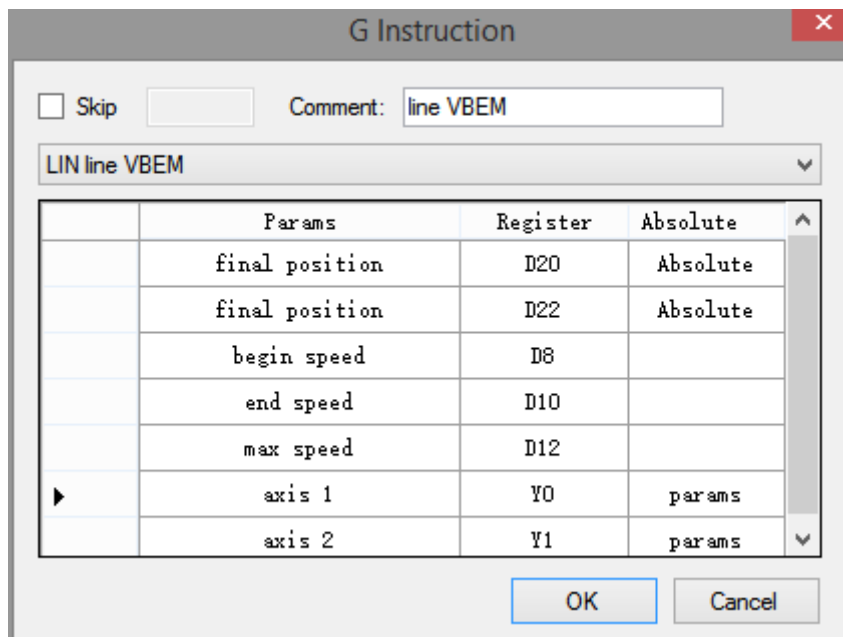 G Instruction
Skip Comment: line VBEM
LIN line VBEM
Params Register Absolute
final position D20 Absolute
final position D22 Absolute
begin speed D8
end speed D10
max speed D12
axis 1 Y0 params
axis 2 Y1 params
OK Cancel